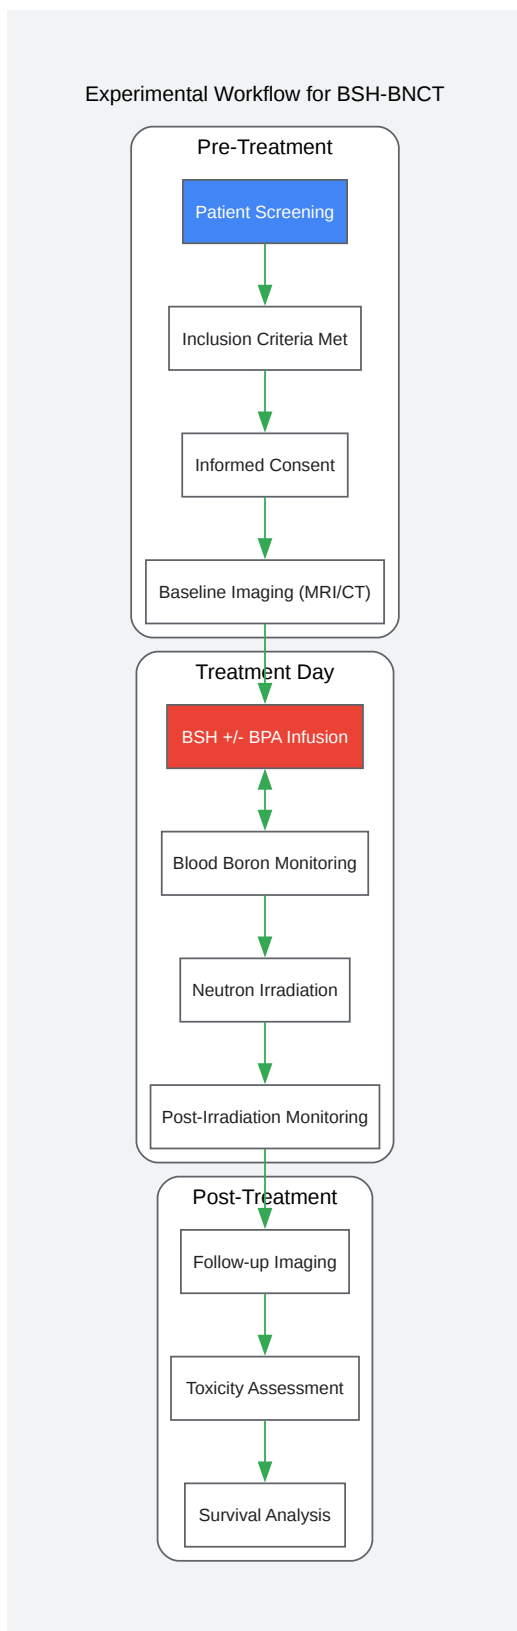 Experimental Workflow for BSH-BNCT
Pre-Treatment
Patient Screening
Inclusion Criteria Met
Informed Consent
Baseline Imaging (MRI/CT)
Treatment Day
BSH +/- BPA Infusion
Blood Boron Monitoring
Neutron Irradiation
Post-Irradiation Monitoring
Post-Treatment
Follow-up Imaging
Toxicity Assessment
Survival Analysis